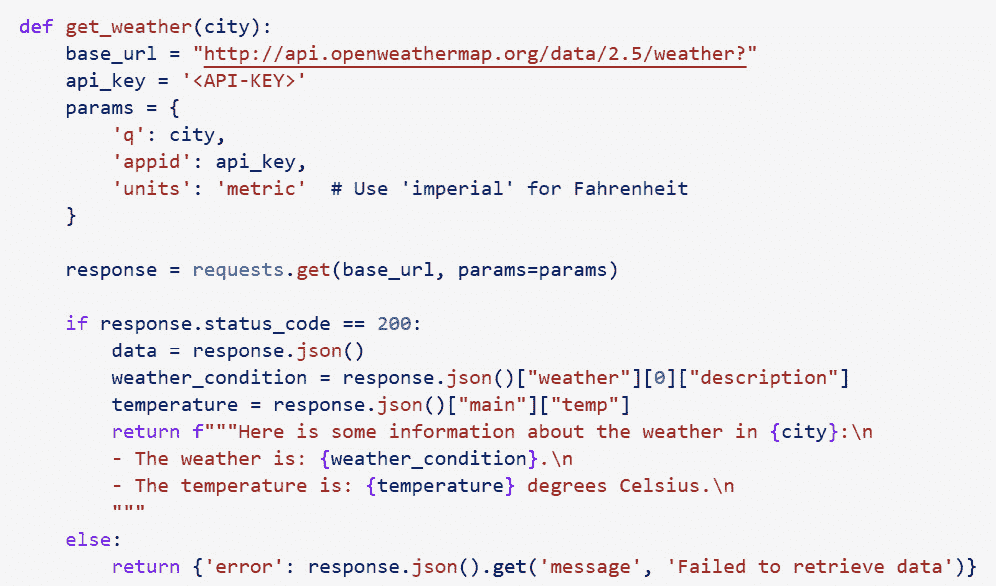 def get_weather(city):
    base_url = "http://api.openweathermap.org/data/2.5/weather?"
    api_key = '<API-KEY>'
    params = {
        'q': city,
        'appid': api_key,
        'units': 'metric'  # Use 'imperial' for Fahrenheit
    }

    response = requests.get(base_url, params=params)

    if response.status_code == 200:
        data = response.json()
        weather_condition = response.json()["weather"][0]["description"]
        temperature = response.json()["main"]["temp"]
        return f"""Here is some information about the weather in {city}:\n
        - The weather is: {weather_condition}.\n
        - The temperature is: {temperature} degrees Celsius.\n
        """
    else:
        return {'error': response.json().get('message', 'Failed to retrieve data')}